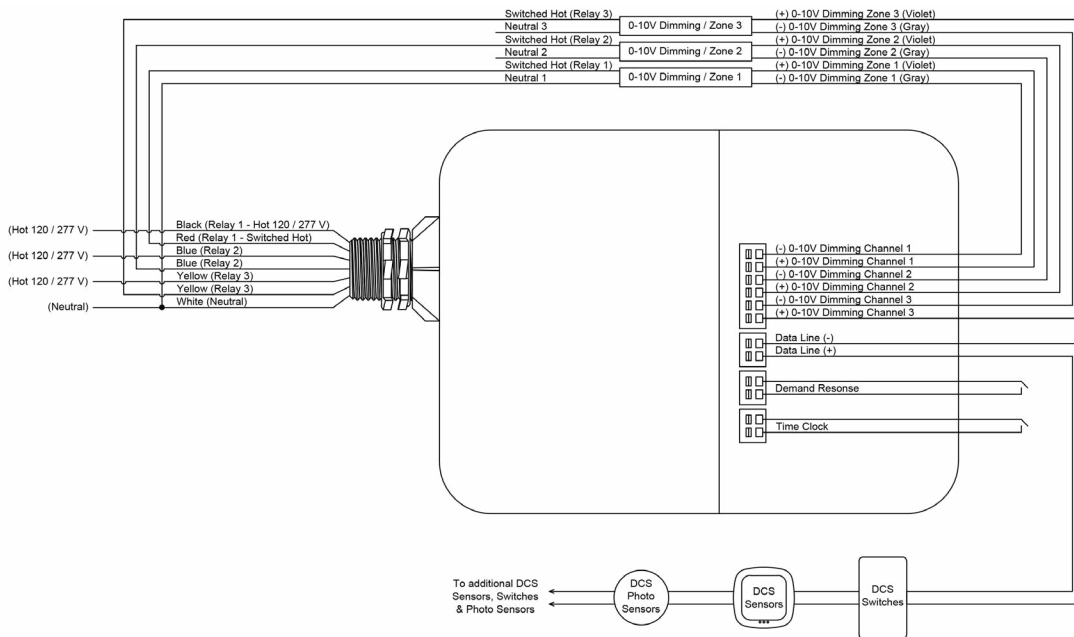 Switched Hot (Relay 3)
Neutral 3
0-10V Dimming / Zone 3
(+) 0-10V Dimming Zone 3 (Violet)
(-) 0-10V Dimming Zone 3 (Gray)
Switched Hot (Relay 2)
Neutral 2
0-10V Dimming / Zone 2
(+) 0-10V Dimming Zone 2 (Violet)
(-) 0-10V Dimming Zone 2 (Gray)
Switched Hot (Relay 1)
Neutral 1
0-10V Dimming / Zone 1
(+) 0-10V Dimming Zone 1 (Violet)
(-) 0-10V Dimming Zone 1 (Gray)
(Hot 120 / 277 V)
(Hot 120 / 277 V)
(Hot 120 / 277 V)
(Neutral)
Black (Relay 1 - Hot 120 / 277 V)
Red (Relay 1 - Switched Hot)
Blue (Relay 2)
Blue (Relay 2)
Yellow (Relay 3)
Yellow (Relay 3)
White (Neutral)
(-) 0-10V Dimming Channel 1
(+) 0-10V Dimming Channel 1
(-) 0-10V Dimming Channel 2
(+) 0-10V Dimming Channel 2
(-) 0-10V Dimming Channel 3
(+) 0-10V Dimming Channel 3
Data Line (-)
Data Line (+)
Demand Resonse
Time Clock
To additional DCS
Sensors, Switches
& Photo Sensors
DCS
Photo
Sensors
DCS
Sensors
DCS
Switches